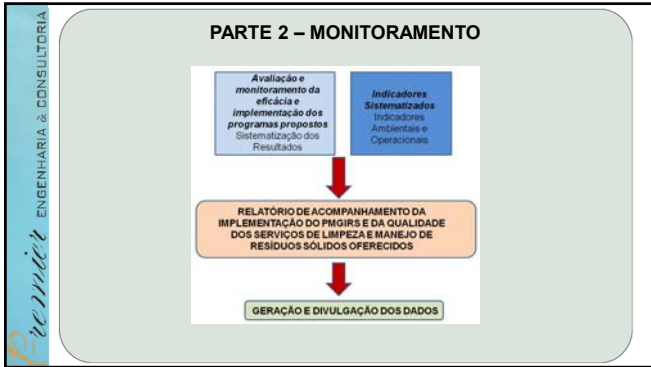 PARTE 2 – MONITORAMENTO
Avaliação e
monitoramento da
eficácia e
implementação dos
programas propostos
Sistematização dos
Resultados
Indicadores
Sistematizados
Indicadores
Ambientais e
Operacionais
RELATÓRIO DE ACOMPANHAMENTO DA
IMPLEMENTAÇÃO DO PMGIRS E DA QUALIDADE
DOS SERVIÇOS DE LIMPEZA E MANEJO DE
RESÍDUOS SÓLIDOS OFERECIDOS
GERAÇÃO E DIVULGAÇÃO DOS DADOS
Premier ENGENHARIA & CONSULTORIA